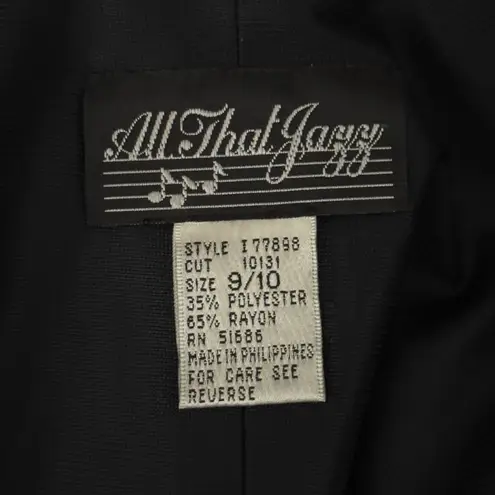 All That Jazz
STYLE I77898
CUT 10131
SIZE 9/10
35% POLYESTER
65% RAYON
RN 51686
MADE IN PHILIPPINES
FOR CARE SEE
REVERSE